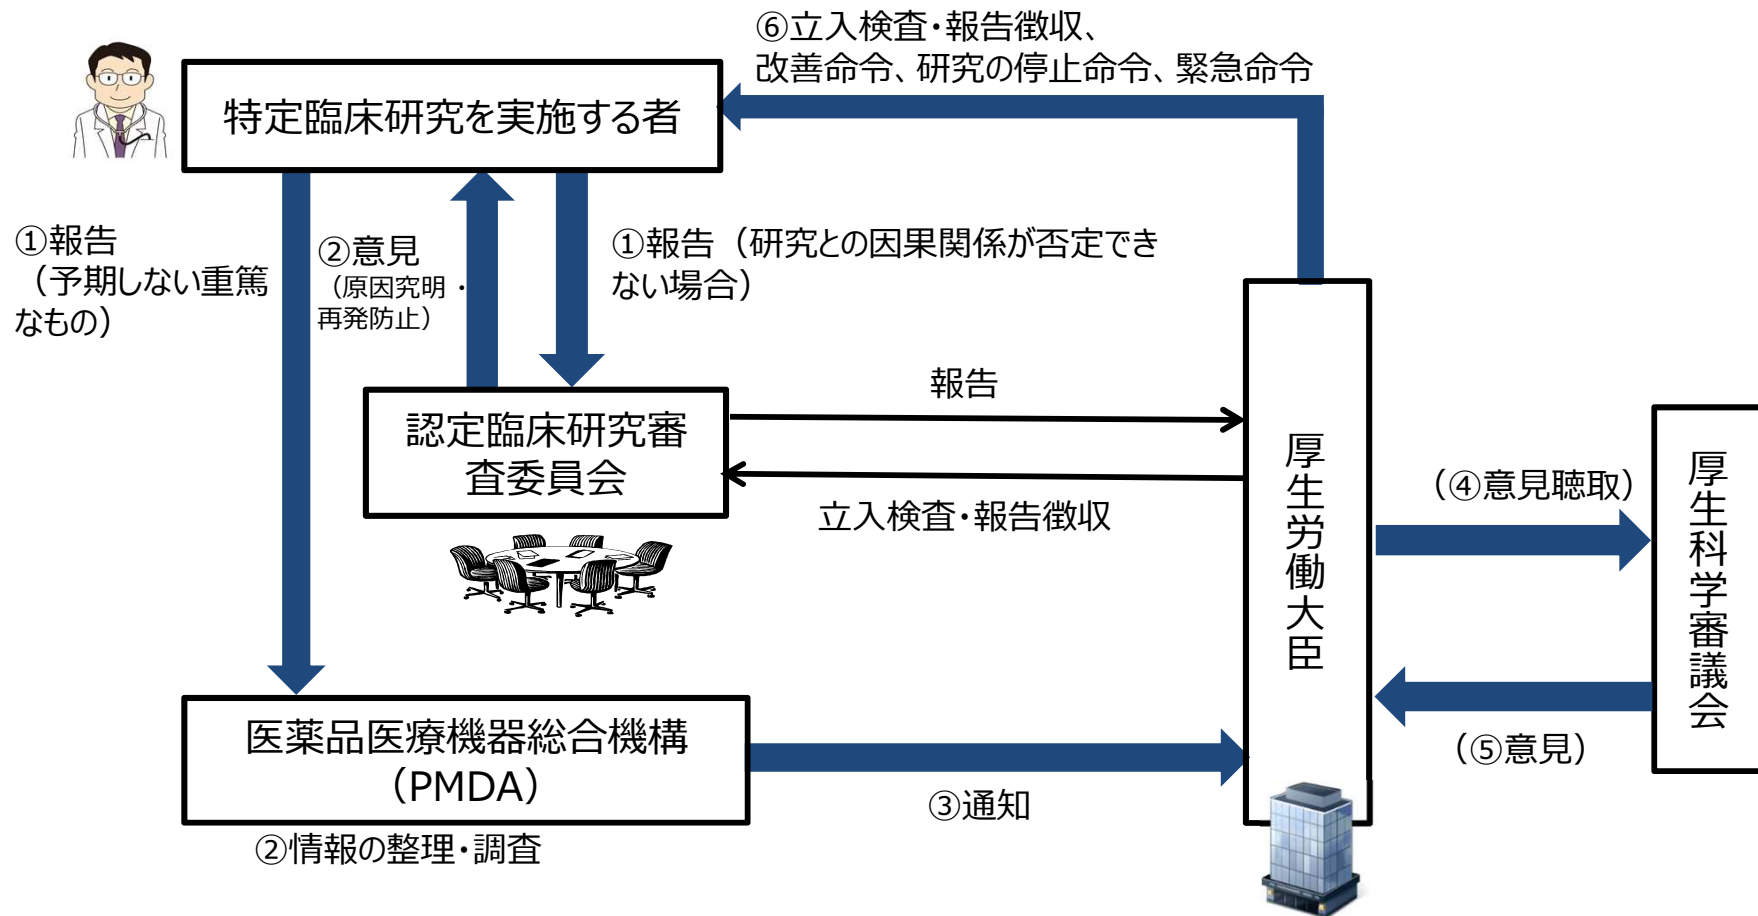 ⑥立入検査・報告徴収、
改善命令、研究の停止命令、緊急命令
特定臨床研究を実施する者
①報告
（予期しない重篤
なもの）
②意見
（原因究明・
再発防止）
①報告（研究との因果関係が否定でき
ない場合）
認定臨床研究審
査委員会
報告
立入検査・報告徴収
厚生労働大臣
（④意見聴取）
厚生科学審議会
（⑤意見）
医薬品医療機器総合機構
（PMDA）
③通知
②情報の整理・調査